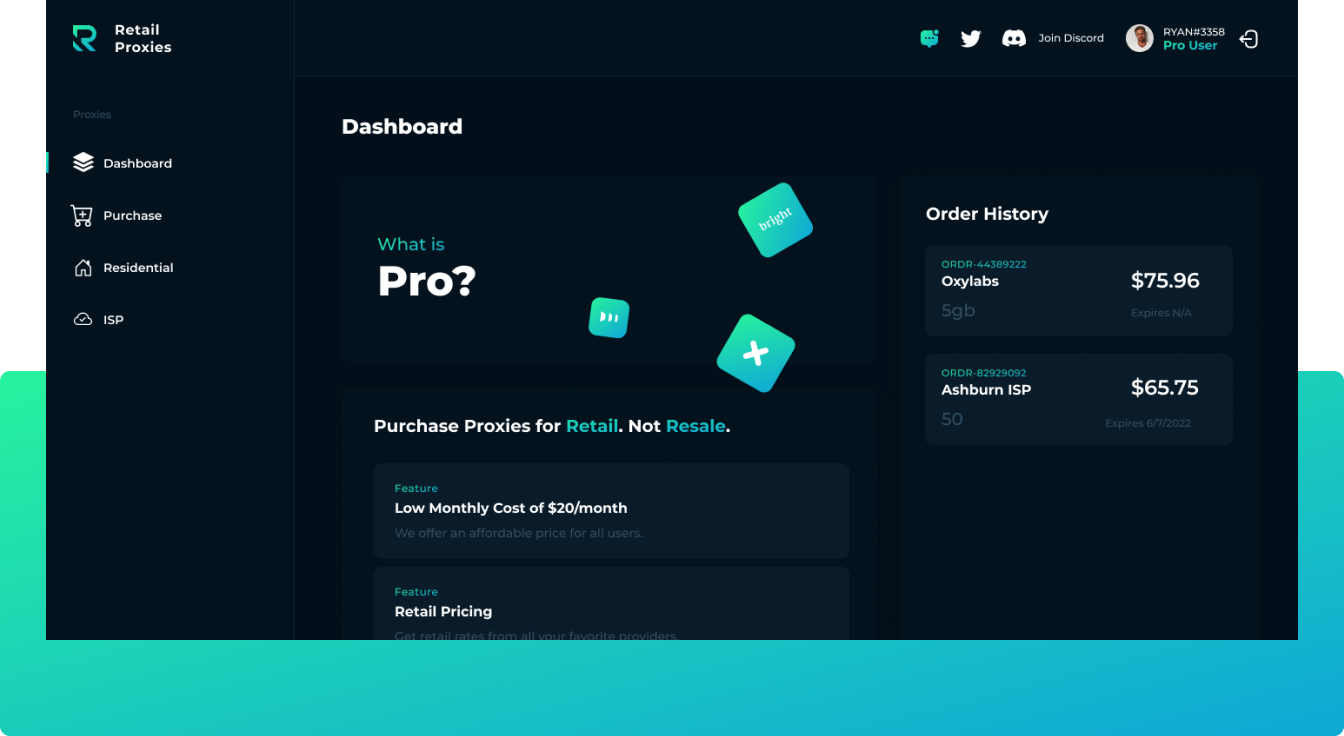 Retail
Proxies
Join Discord
RYAN#3358
Pro User
Proxies
Dashboard
Purchase
Residential
ISP
Dashboard
What is
Pro?
bright
Purchase Proxies for Retail. Not Resale.
Feature
Low Monthly Cost of $20/month
We offer an affordable price for all users.
Feature
Retail Pricing
Get retail rates from all your favorite providers.
Order History
ORDR-44389222
Oxylabs
$75.96
5gb
Expires N/A
ORDR-82929092
Ashburn ISP
$65.75
50
Expires 6/7/2022